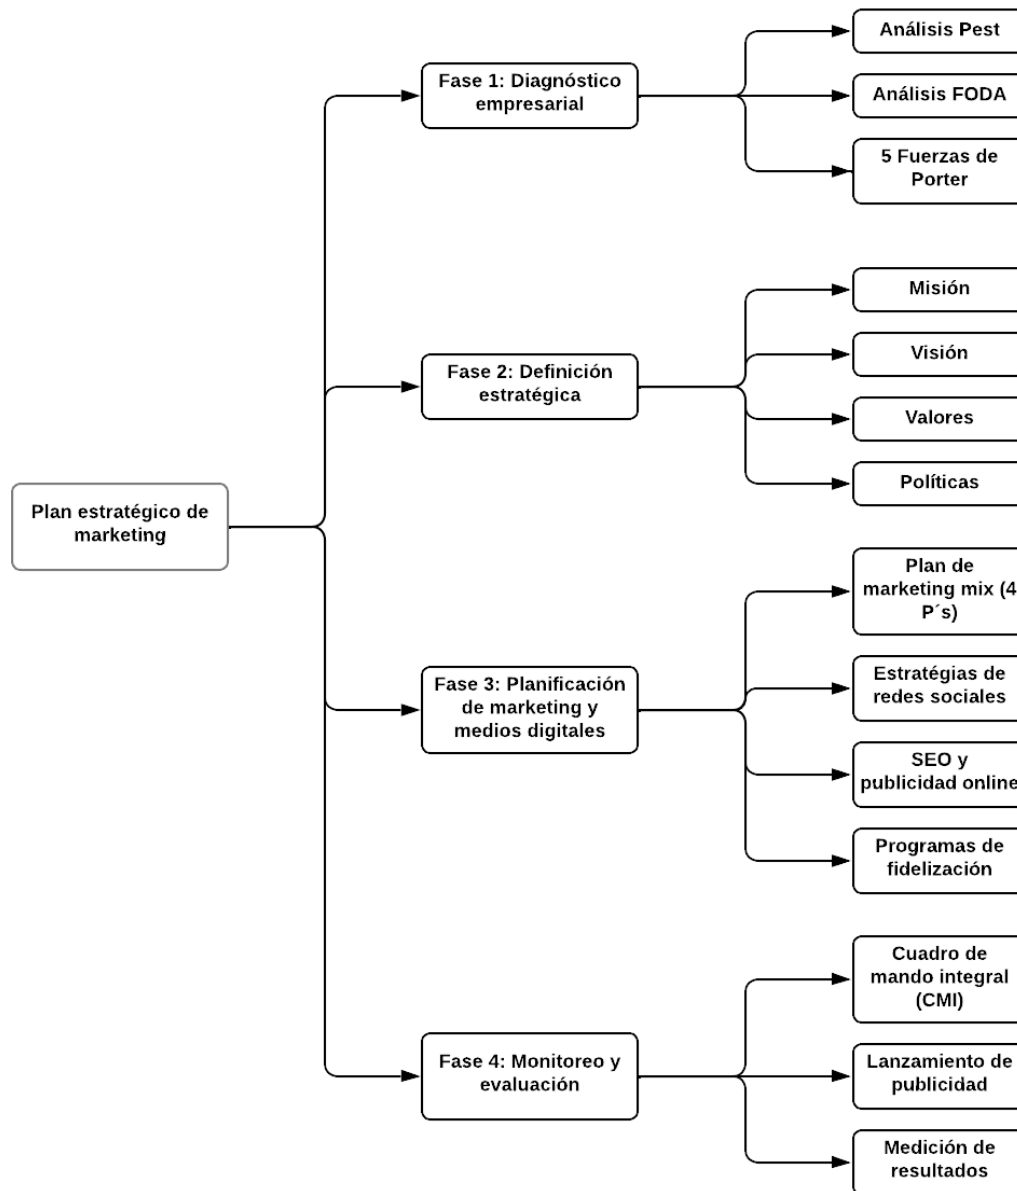 Análisis Pest
Fase 1: Diagnóstico
empresarial
Análisis FODA
5 Fuerzas de
Porter
Misión
Fase 2: Definición
estratégica
Visión
Valores
Políticas
Plan estratégico de
marketing
Plan de
marketing mix (4
P´s)
Fase 3: Planificación
de marketing y
medios digitales
Estratégias de
redes sociales
SEO y
publicidad online
Programas de
fidelización
Cuadro de
mando integral
(CMI)
Fase 4: Monitoreo y
evaluación
Lanzamiento de
publicidad
Medición de
resultados